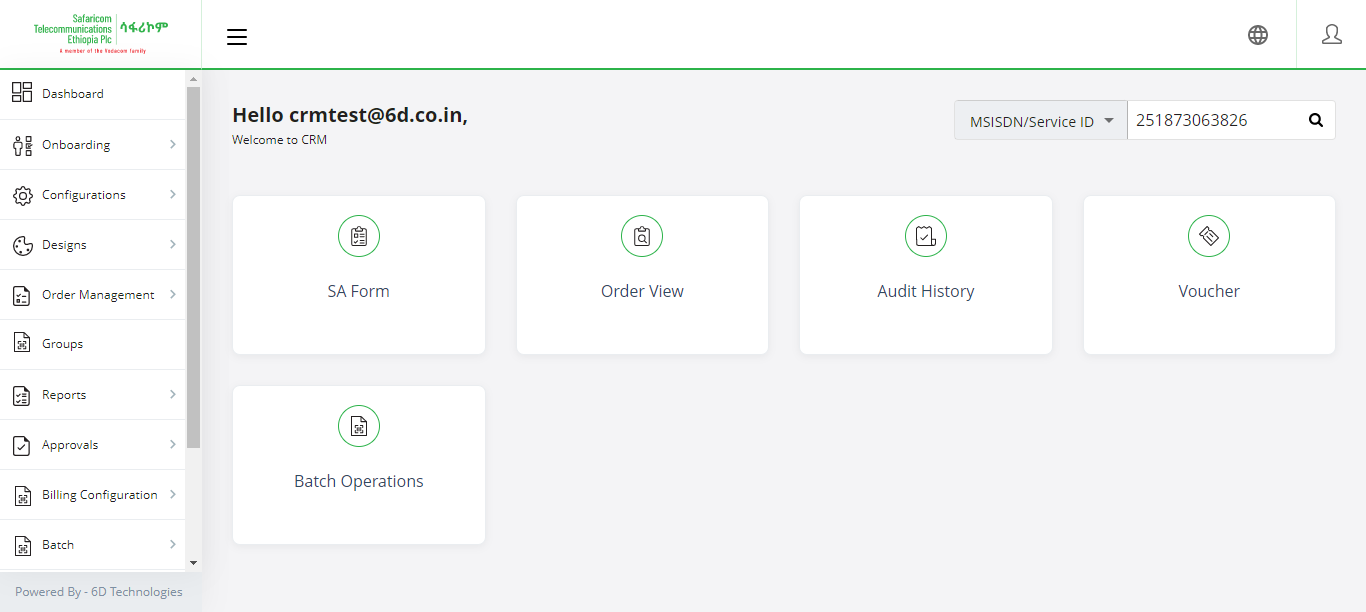 Safaricom
Telecommunications
Ethiopia Plc
ሳፋሪኮም
A member of the Vodacom family
Hello crmtest@6d.co.in,
Welcome to CRM
MSISDN/Service ID
251873063826
Dashboard
Onboarding
Configurations
Designs
Order Management
Groups
Reports
Approvals
Billing Configuration
Batch
Powered By - 6D Technologies
SA Form
Order View
Audit History
Voucher
Batch Operations